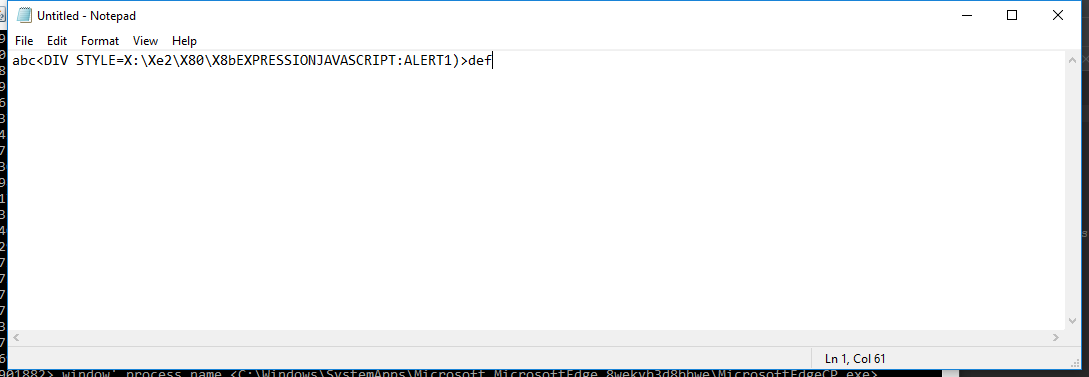 Untitled - Notepad
File Edit Format View Help
abc<DIV STYLE=X:\Xe2\X80\X8bEXPRESSIONJAVASCRIPT:ALERT1)>def
Ln 1, Col 61
001882> window' process name <C:\Windows\SystemApps\Microsoft.MicrosoftEdge_8wekyb3d8bbwe\MicrosoftEdgeCP.exe>